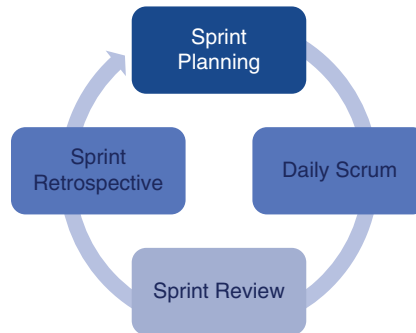 Sprint
Planning
Daily Scrum
Sprint Review
Sprint
Retrospective